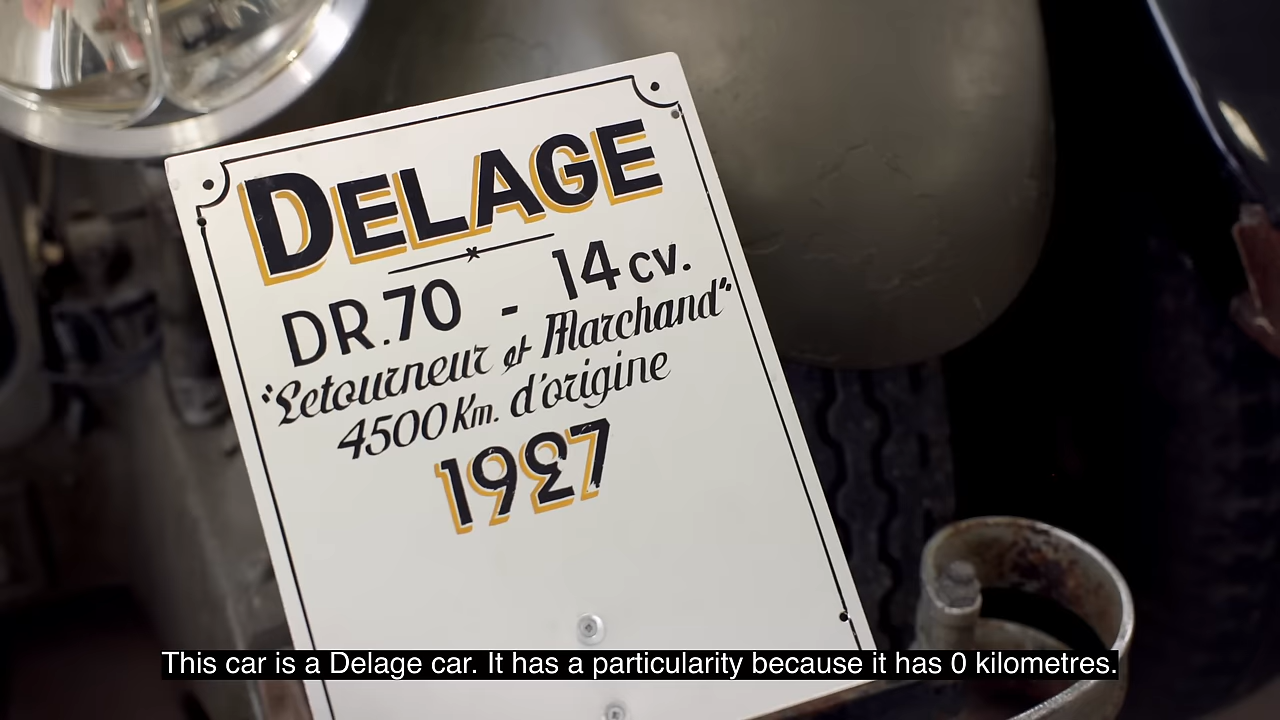 DELAGE
DR.70 - 14 cv.
"Letourneur et Marchand"
4500 Km. d'origine
1927
This car is a Delage car. It has a particularity because it has 0 kilometres.